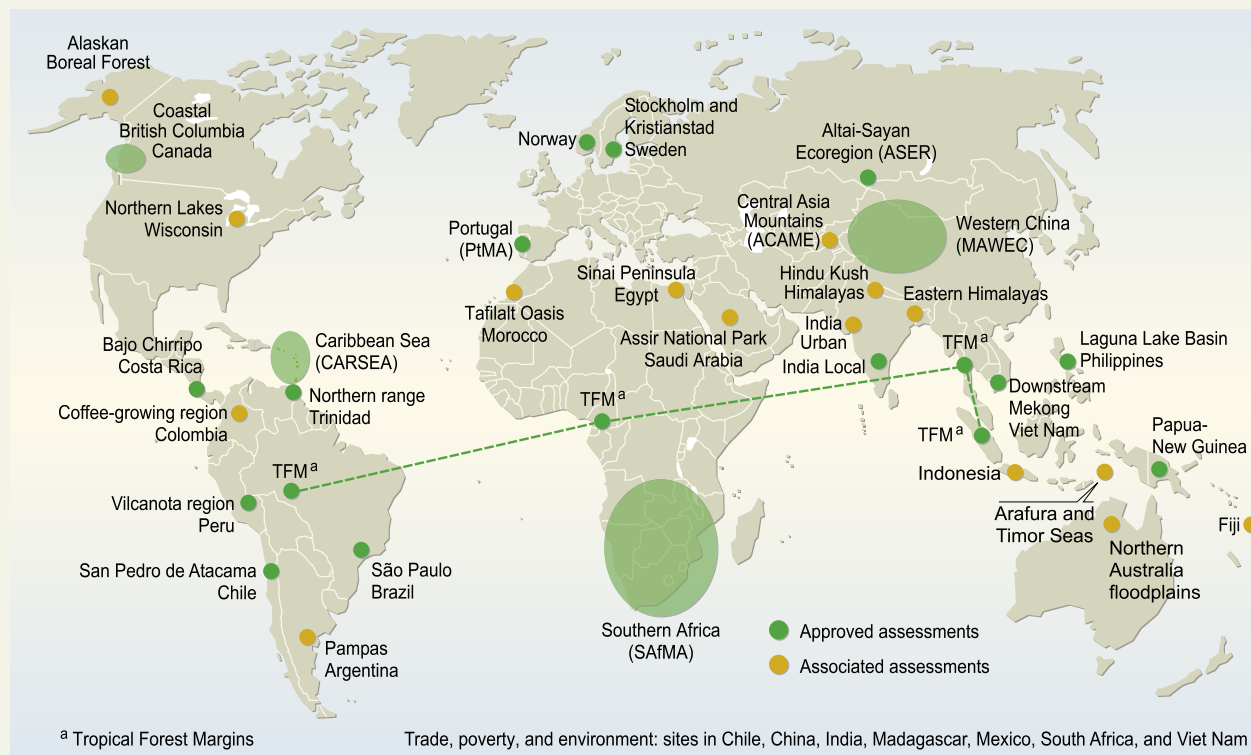 Alaskan
Boreal Forest
Coastal
British Columbia
Canada
Northern Lakes
Wisconsin
Norway
Stockholm and
Kristianstad
Sweden
Altai-Sayan
Ecoregion (ASER)
Central Asia
Mountains
(ACAME)
Western China
(MAWEC)
Portugal
(PtMA)
Sinai Peninsula
Egypt
Hindu Kush
Himalayas
Eastern Himalayas
Tafilalt Oasis
Morocco
Assir National Park
Saudi Arabia
India
Urban
India Local
TFM a
Laguna Lake Basin
Philippines
Bajo Chirripo
Costa Rica
Caribbean Sea
(CARSEA)
Northern range
Trinidad
Coffee-growing region
Colombia
TFM a
Downstream
Mekong
Viet Nam
TFM a
Papua-
New Guinea
TFM a
Indonesia
Vilcanota region
Peru
Arafura and
Timor Seas
Fiji
Northern
Australia
floodplains
San Pedro de Atacama
Chile
São Paulo
Brazil
Southern Africa
(SAfMA)
Pampas
Argentina
Approved assessments
Associated assessments
a Tropical Forest Margins
Trade, poverty, and environment: sites in Chile, China, India, Madagascar, Mexico, South Africa, and Viet Nam